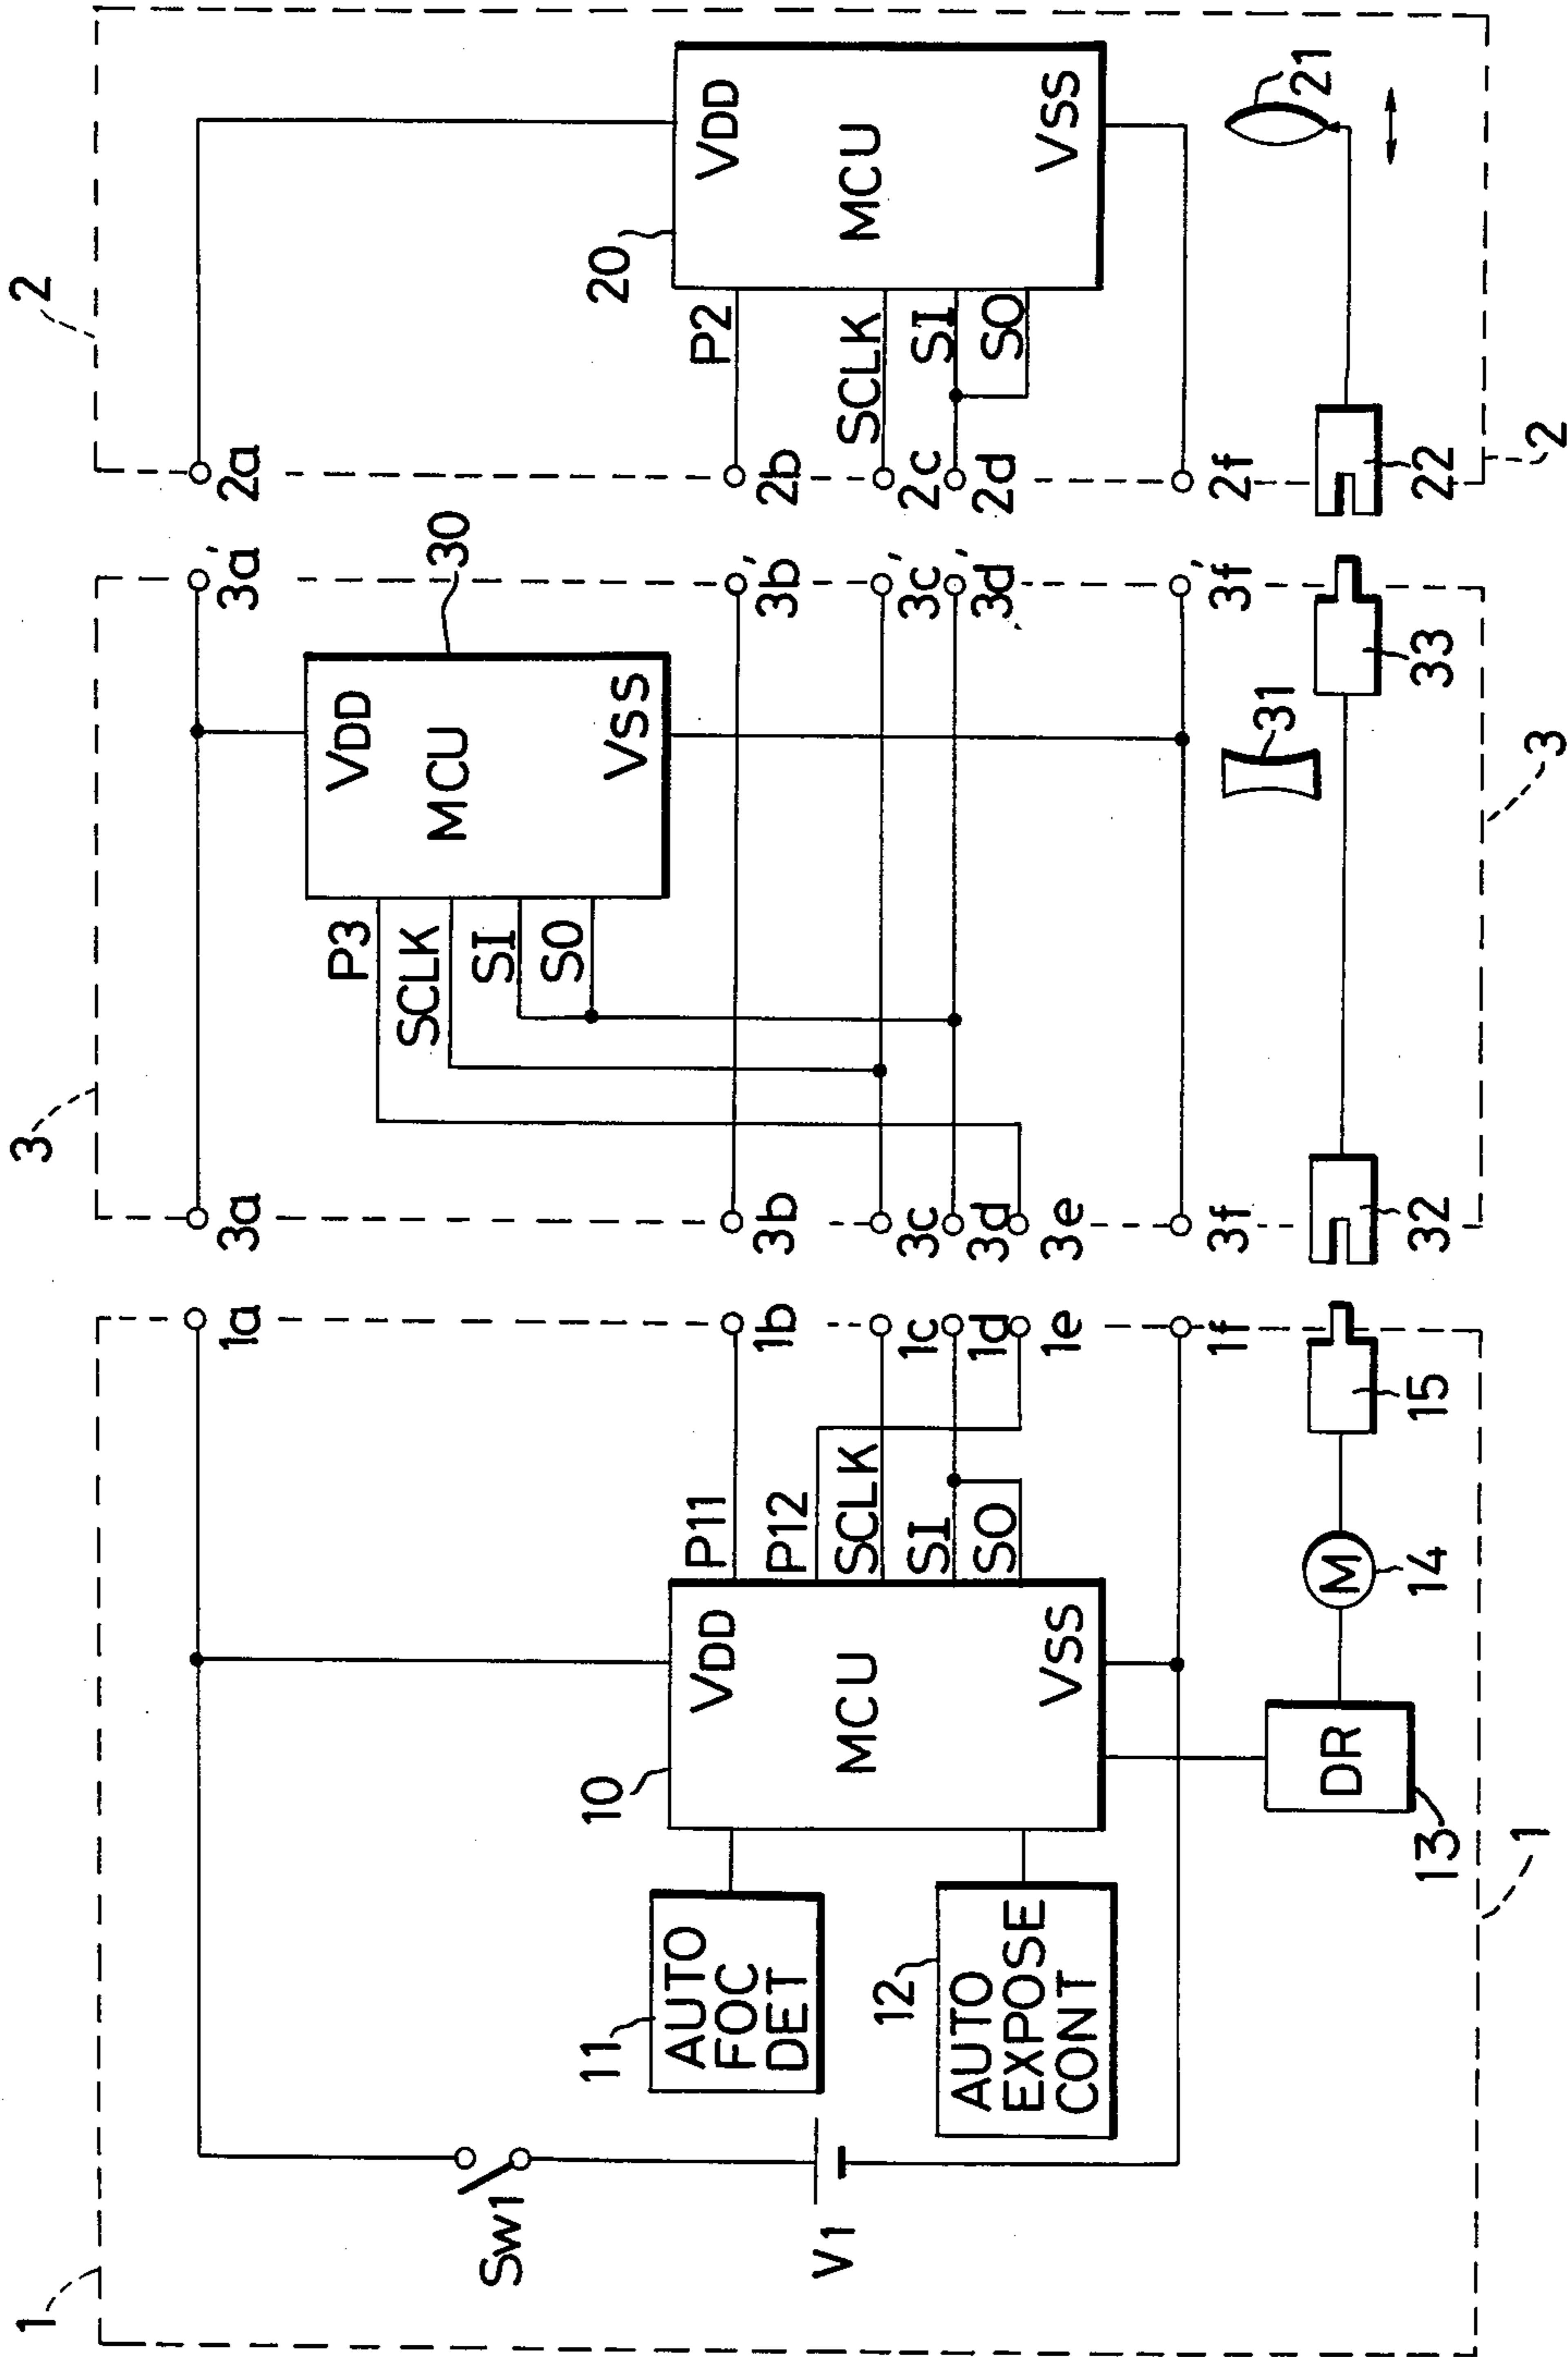 1
Sw1
V1
11
AUTO
FOC
DET
12
AUTO
EXPOSE
CONT
10
VDD
MCU
VSS
P11
P12
SCLK
SI
SO
1a
1b
1c
1d
1e
1f
13
DR
M
14
15
1
3
3a
3b
3c
3d
3e
3f
P3
SCLK
SI
SO
VDD
MCU
VSS
30
3a'
3b'
3c'
3d'
3f'
31
32
33
3
2
2a
2b
2c
2d
2f
20
P2
SCLK
SI
SO
VDD
MCU
VSS
21
22
2